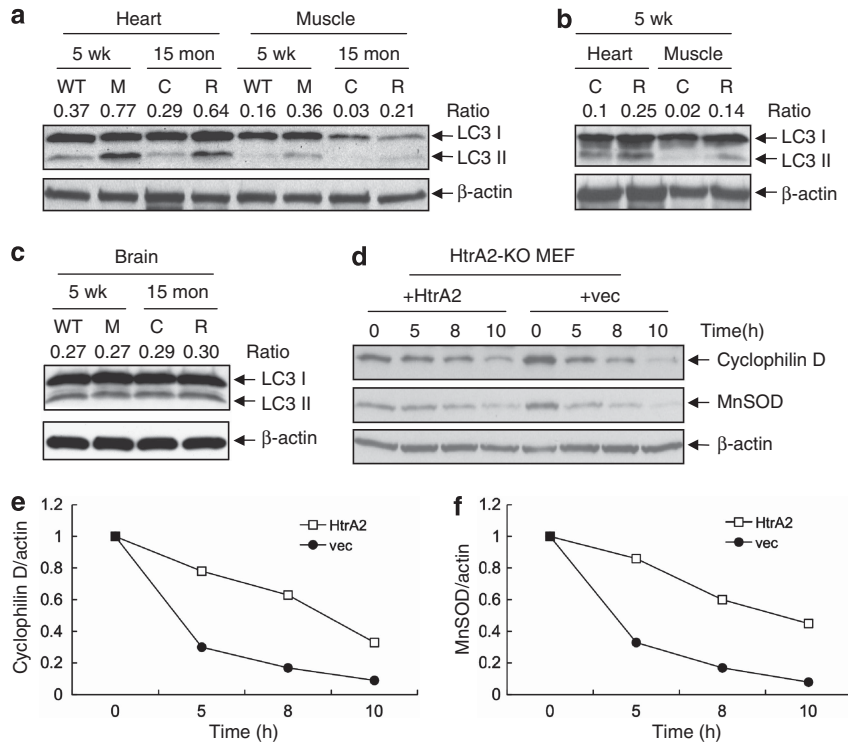 a
Heart Muscle
5 wk 15 mon 5 wk 15 mon
WT M C R WT M C R
0.37 0.77 0.29 0.64 0.16 0.36 0.03 0.21 Ratio
LC3 I
LC3 II
β-actin
b
5 wk
Heart Muscle
C R C R
0.1 0.25 0.02 0.14 Ratio
LC3 I
LC3 II
β-actin
c
Brain
5 wk 15 mon
WT M C R
0.27 0.27 0.29 0.30 Ratio
LC3 I
LC3 II
β-actin
d
HtrA2-KO MEF
+HtrA2 +vec
0 5 8 10 0 5 8 10 Time(h)
Cyclophilin D
MnSOD
β-actin
e
Cyclophilin D/actin
1.2
1
0.8
0.6
0.4
0.2
0
HtrA2
vec
0 5 8 10
Time (h)
f
MnSOD/actin
1.2
1
0.8
0.6
0.4
0.2
0
HtrA2
vec
0 5 8 10
Time (h)